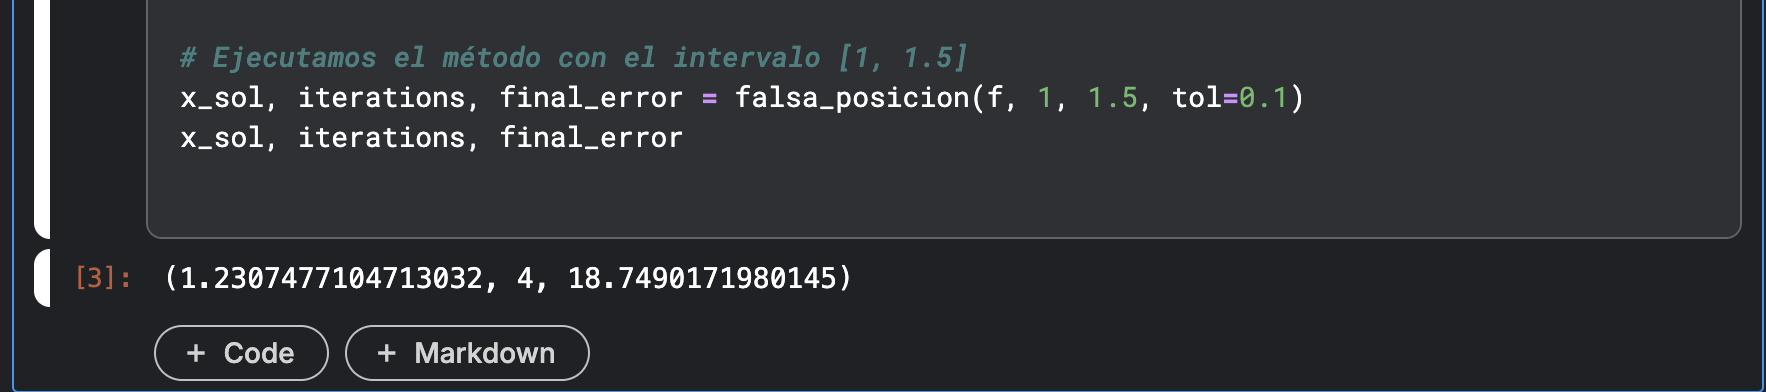 # Ejecutamos el método con el intervalo [1, 1.5]
x_sol, iterations, final_error = falsa_posicion(f, 1, 1.5, tol=0.1)
x_sol, iterations, final_error
[3]: (1.2307477104713032, 4, 18.7490171980145)
+ Code + Markdown